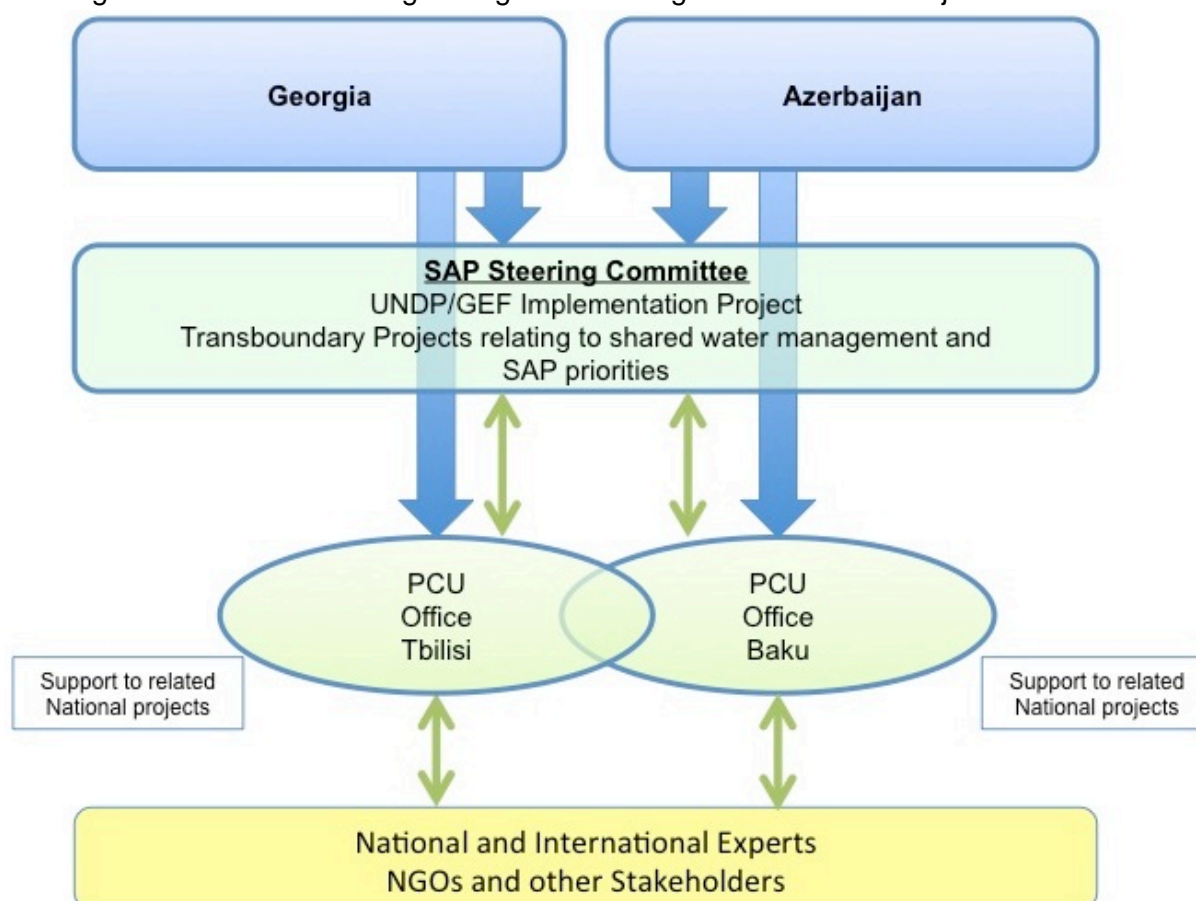 Georgia
Azerbaijan
SAP Steering Committee
UNDP/GEF Implementation Project
Transboundary Projects relating to shared water management and
SAP priorities
PCU
Office
Tbilisi
PCU
Office
Baku
Support to related
National projects
Support to related
National projects
National and International Experts
NGOs and other Stakeholders